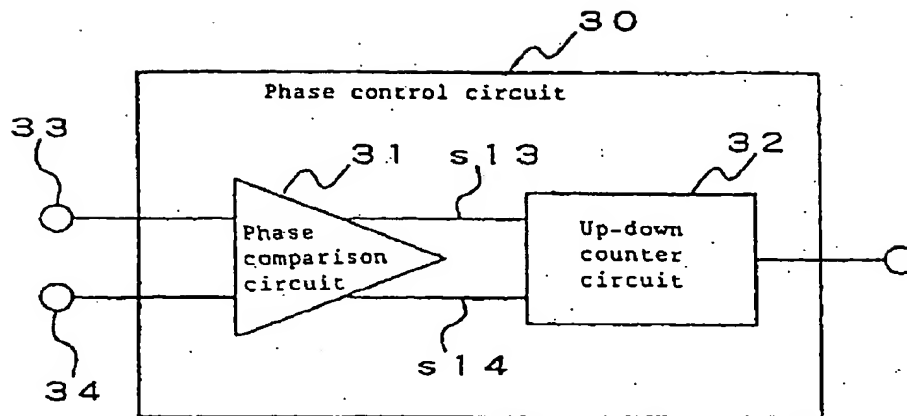 30
Phase control circuit
33
31
s13
32
Phase
comparison
circuit
Up-down
counter
circuit
34
s14